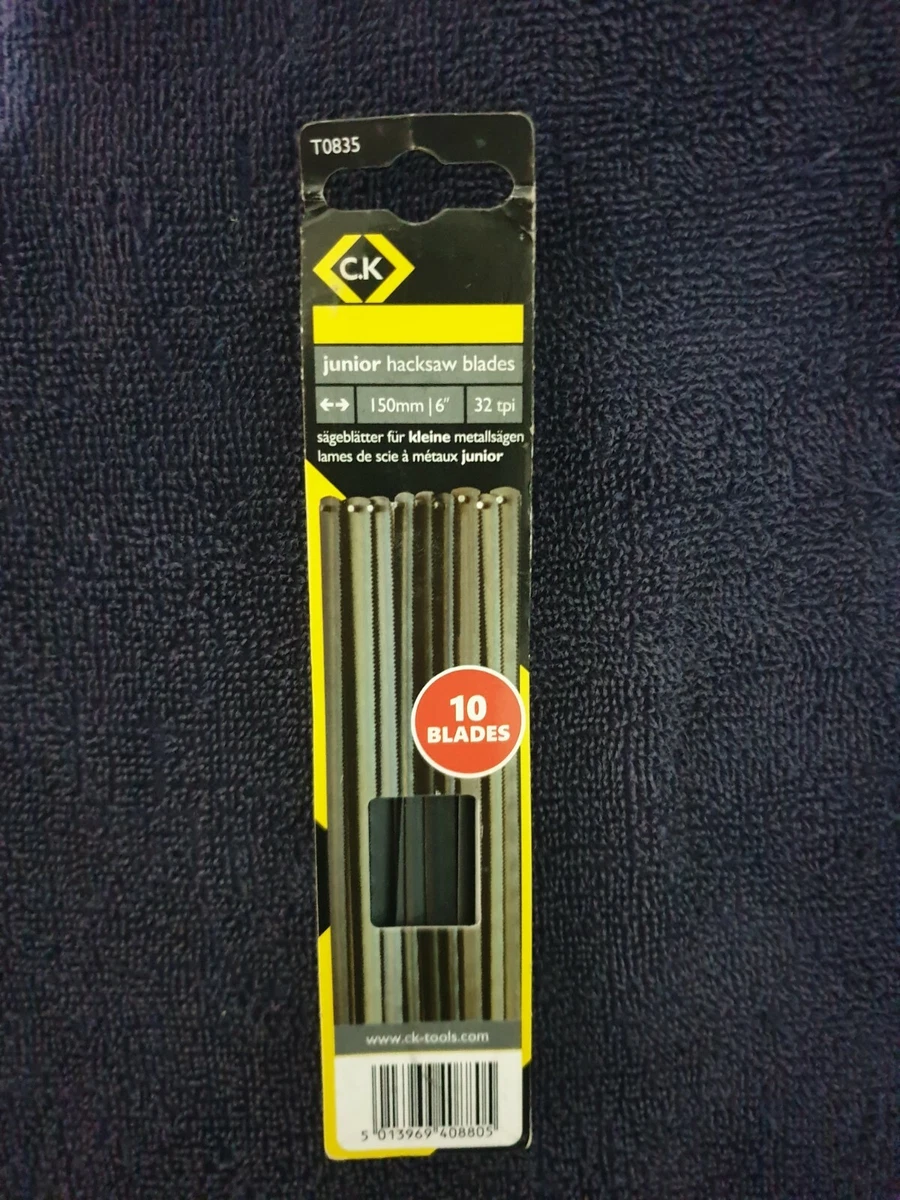 T0835
C.K
junior hacksaw blades
150mm | 6" 32 tpi
sägeblätter für kleine metallsägen
lames de scie à métaux junior
10
BLADES
www.ck-tools.com
5 013969 408805